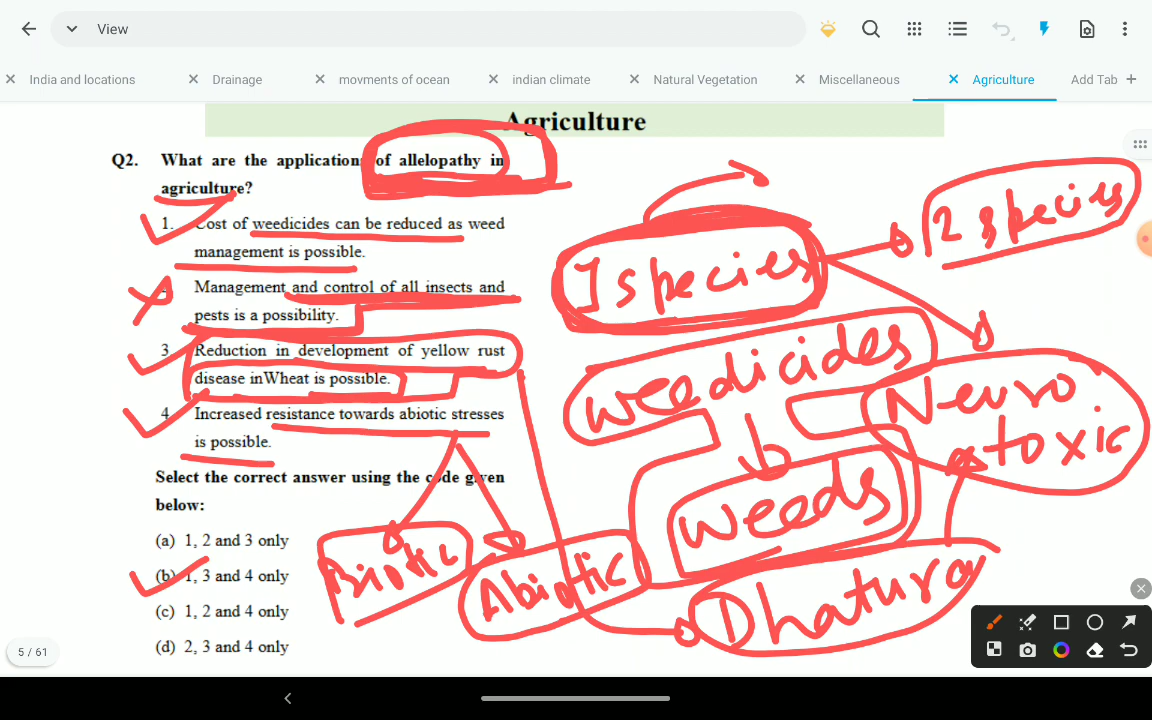 View
India and locations
Drainage
movments of ocean
indian climate
Natural Vegetation
Miscellaneous
Agriculture
Add Tab
Agriculture
Q2. What are the applications of allelopathy in
agriculture?
1. Cost of weedicides can be reduced as weed
management is possible.
Management and control of all insects and
pests is a possibility.
3 Reduction in development of yellow rust
disease inWheat is possible.
4. Increased resistance towards abiotic stresses
is possible.
Select the correct answer using the code given
below:
(a) 1, 2 and 3 only
(b) 1, 3 and 4 only
(c) 1, 2 and 4 only
(d) 2, 3 and 4 only
1 species
2 species
weedicides
Neuro
toxic
weeds
Biotic
Abiotic
Dhatura
5 / 61